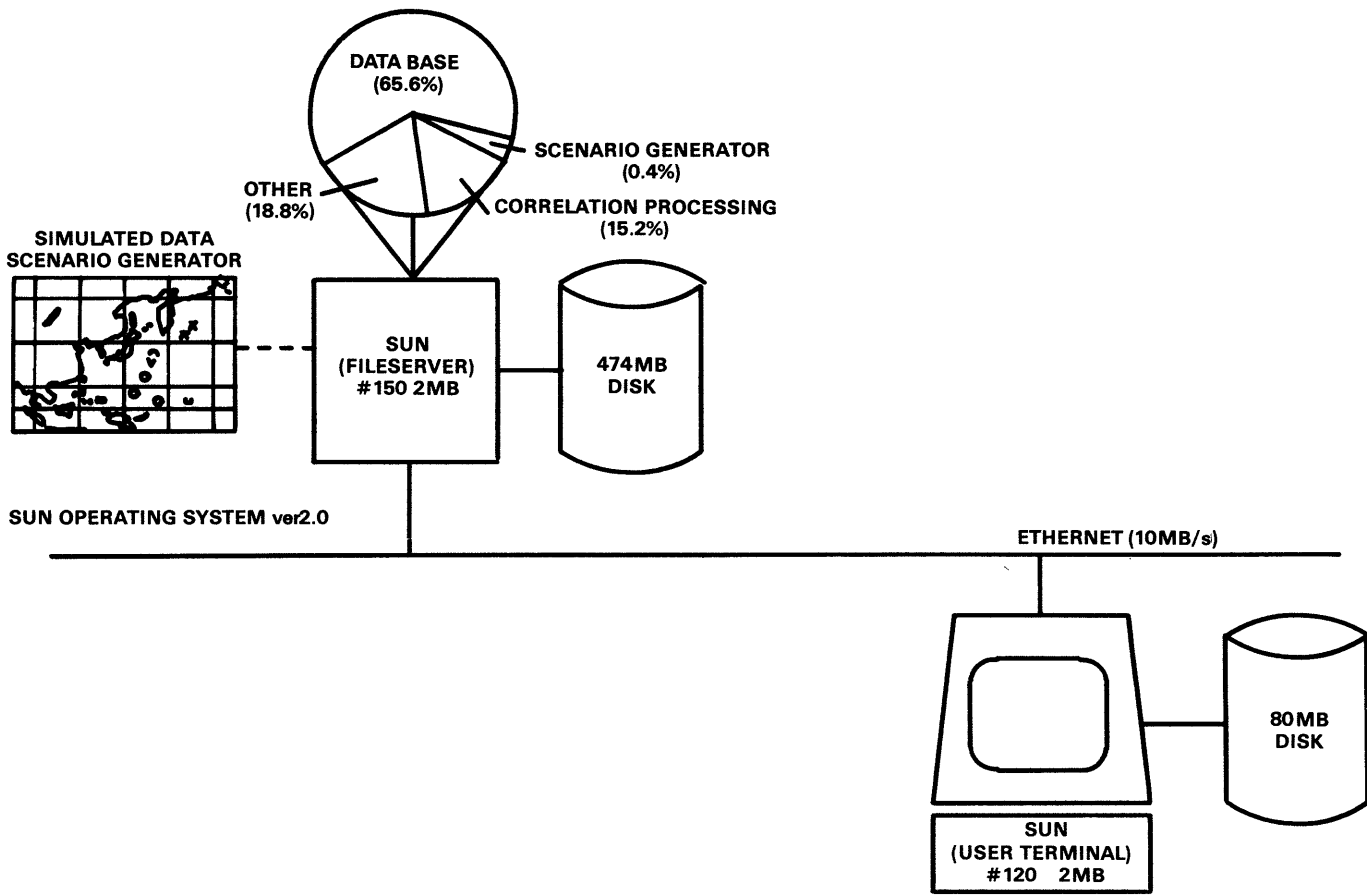 DATA BASE
(65.6%)
SCENARIO GENERATOR
(0.4%)
OTHER
(18.8%)
CORRELATION PROCESSING
(15.2%)
SIMULATED DATA
SCENARIO GENERATOR
SUN
(FILESERVER)
#150 2MB
474MB
DISK
SUN OPERATING SYSTEM ver2.0
ETHERNET (10MB/s)
80MB
DISK
SUN
(USER TERMINAL)
#120 2MB